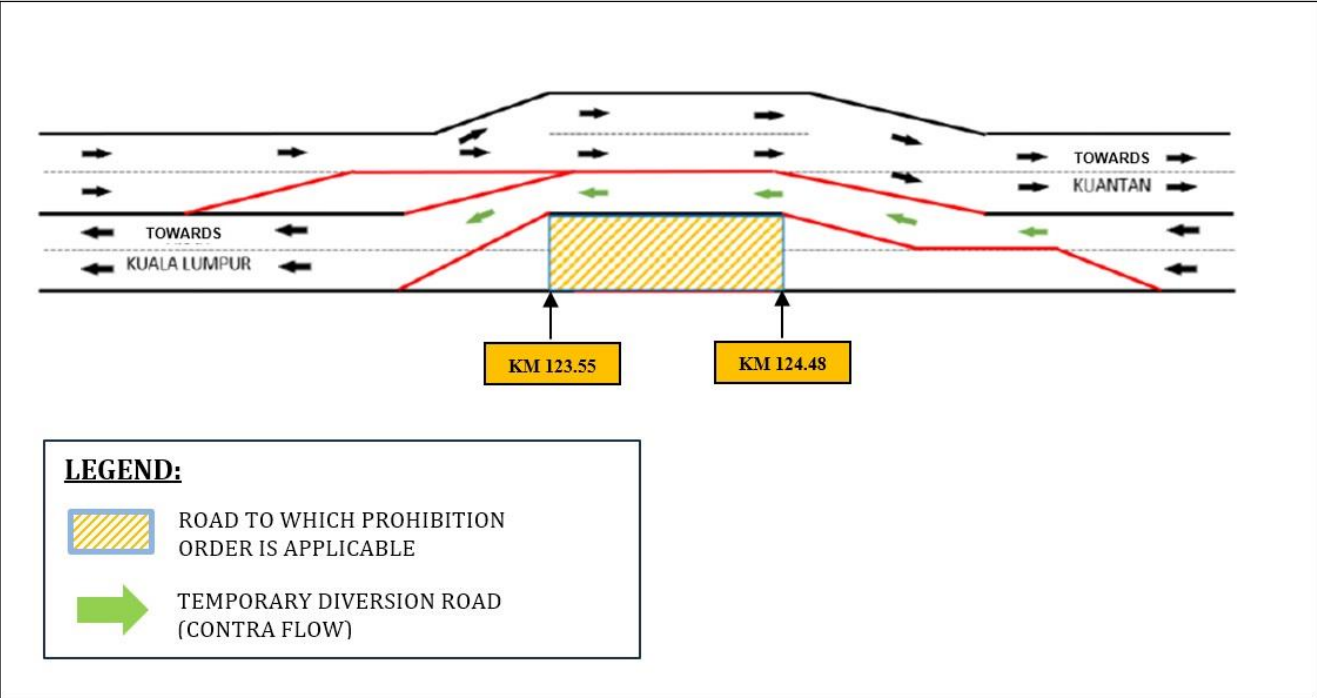 TOWARDS
KUANTAN
TOWARDS
KUALA LUMPUR
KM 123.55
KM 124.48
LEGEND:
ROAD TO WHICH PROHIBITION
ORDER IS APPLICABLE
TEMPORARY DIVERSION ROAD
(CONTRA FLOW)